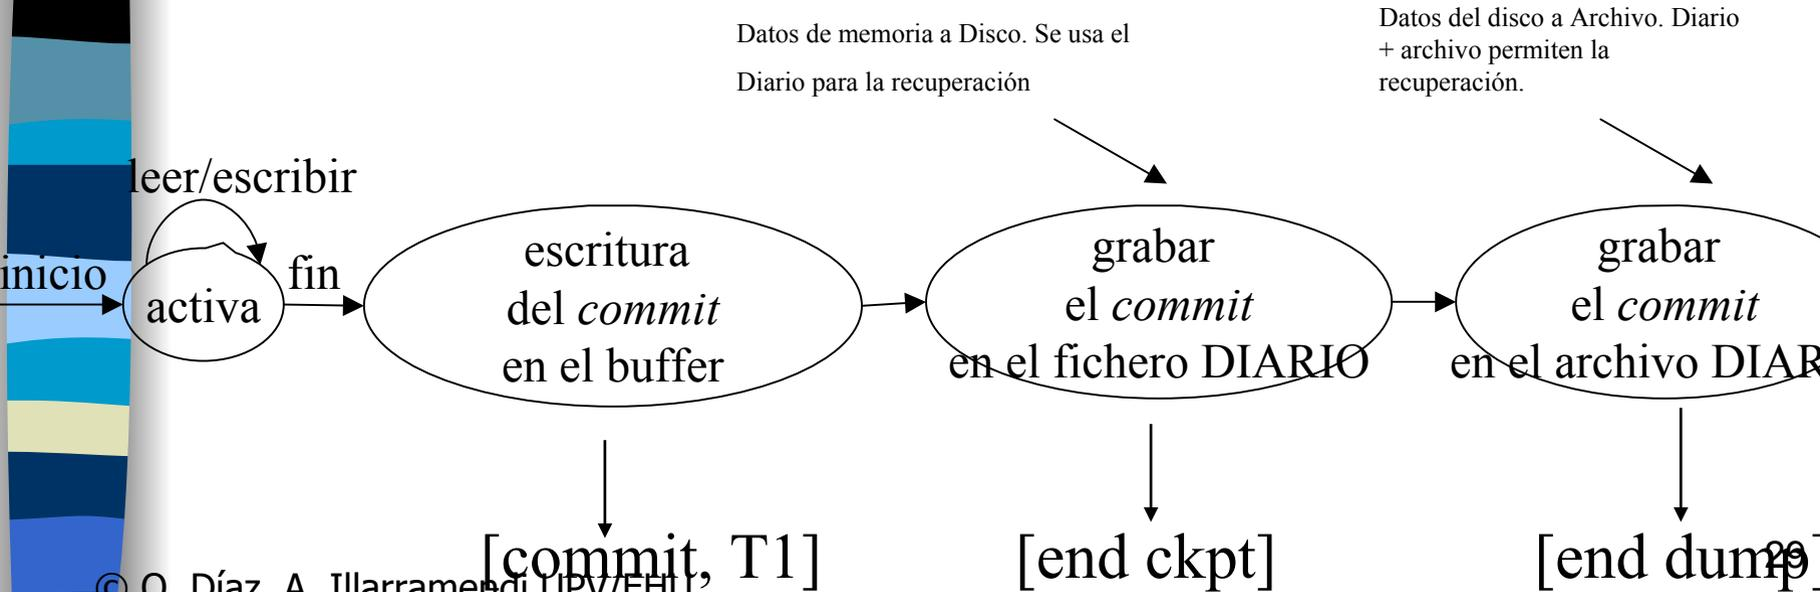 Datos de memoria a Disco. Se usa el
Diario para la recuperación
Datos del disco a Archivo. Diario
+ archivo permiten la
recuperación.
leer/escribir
inicio
activa
fin
escritura
del commit
en el buffer
grabar
el commit
en el fichero DIARIO
grabar
el commit
en el archivo DIAR
[commit, T1]
[end ckpt]
[end dump]
29
© O. Díaz, A. Illarramendi UPV/EHU